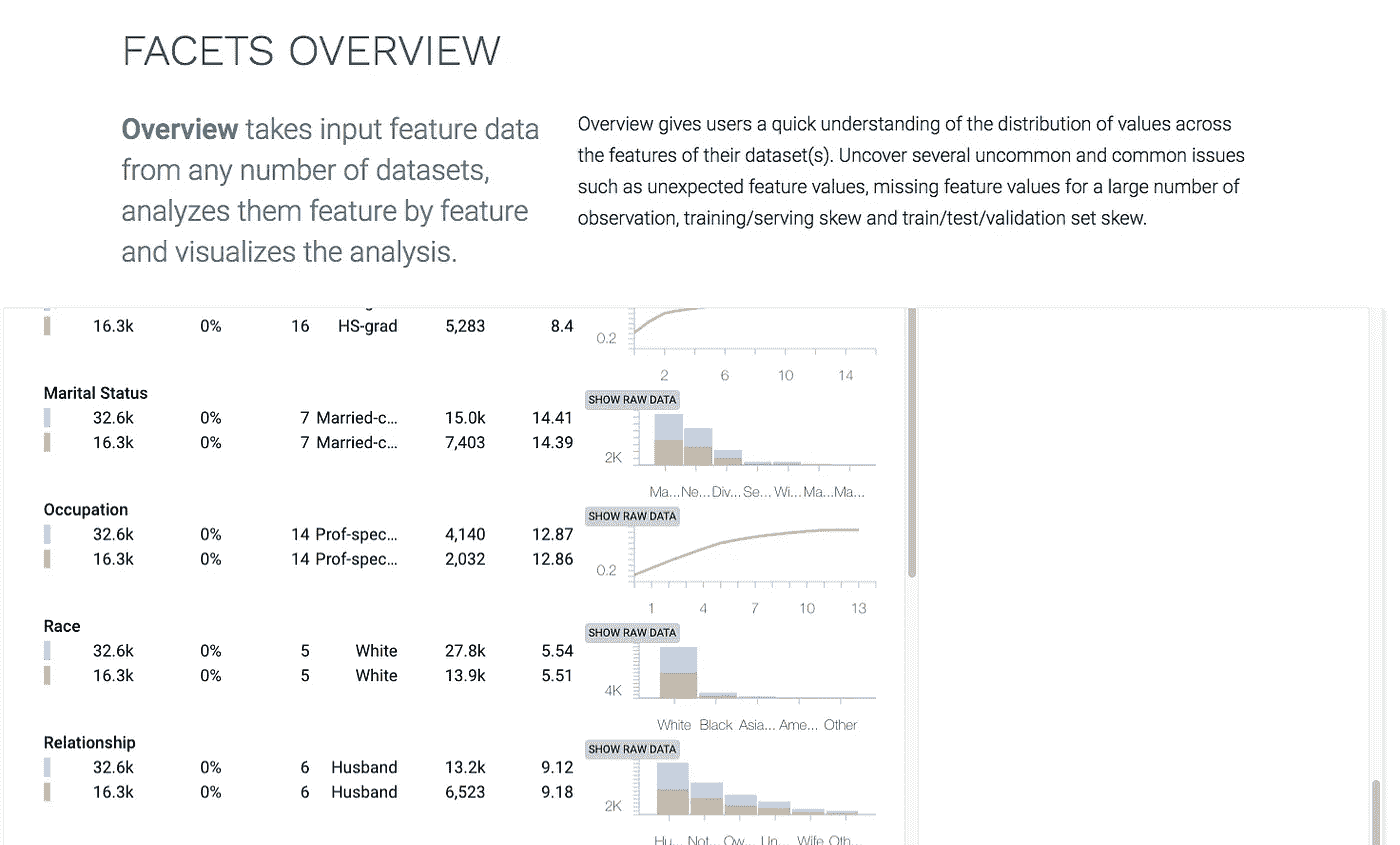 FACETS OVERVIEW
Overview takes input feature data
from any number of datasets,
analyzes them feature by feature
and visualizes the analysis.
Overview gives users a quick understanding of the distribution of values across
the features of their dataset(s). Uncover several uncommon and common issues
such as unexpected feature values, missing feature values for a large number of
observation, training/serving skew and train/test/validation set skew.
16.3k 0% 16 HS-grad 5,283 8.4
0.2
2 6 10 14
Marital Status
SHOW RAW DATA
32.6k 0% 7 Married-c... 15.0k 14.41
16.3k 0% 7 Married-c... 7,403 14.39
2K
Ma... Ne... Div... Se... Wi... Ma... Ma...
Occupation
SHOW RAW DATA
32.6k 0% 14 Prof-spec... 4,140 12.87
16.3k 0% 14 Prof-spec... 2,032 12.86
0.2
1 4 7 10 13
Race
SHOW RAW DATA
32.6k 0% 5 White 27.8k 5.54
16.3k 0% 5 White 13.9k 5.51
4K
White Black Asia... Ame... Other
Relationship
SHOW RAW DATA
32.6k 0% 6 Husband 13.2k 9.12
16.3k 0% 6 Husband 6,523 9.18
2K
Hu... Not... Ow... Un... Wife Oth...